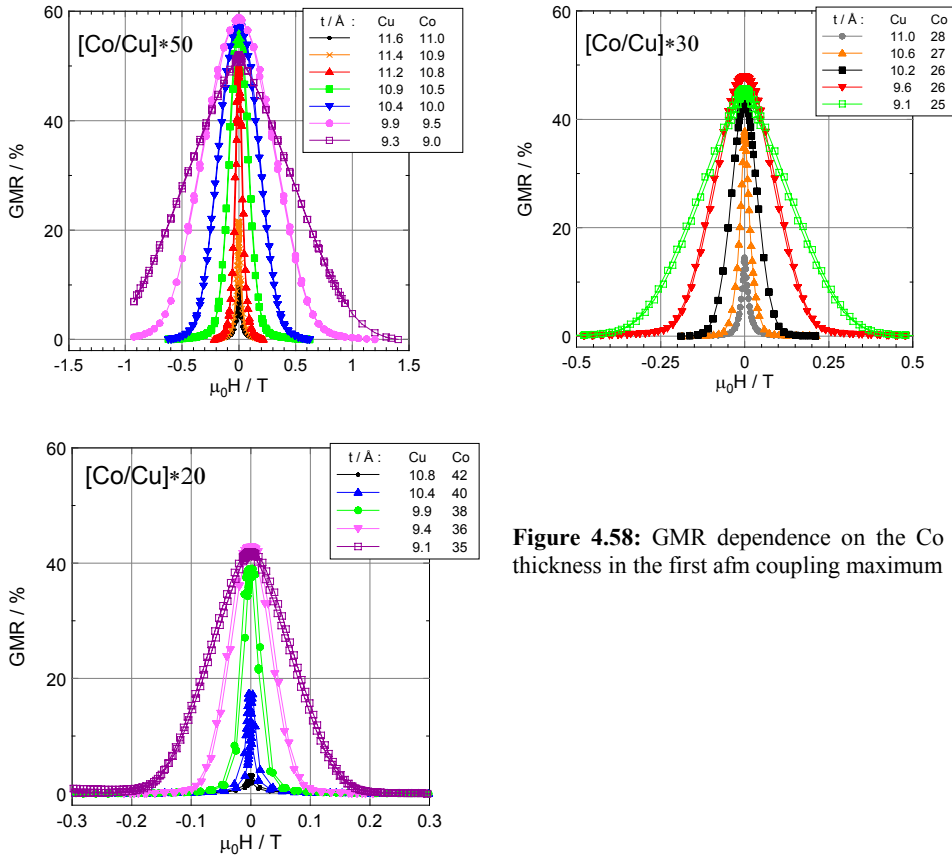 [Co/Cu]*50
t / Å : Cu Co
11.6 11.0
11.4 10.9
11.2 10.8
10.9 10.5
10.4 10.0
9.9 9.5
9.3 9.0
GMR / %
60
40
20
0
-1.5 -1 -0.5 0 0.5 1 1.5
μ₀H / T
[Co/Cu]*30
t / Å : Cu Co
11.0 28
10.6 27
10.2 26
9.6 26
9.1 25
GMR / %
60
40
20
0
-0.5 -0.25 0 0.25 0.5
μ₀H / T
[Co/Cu]*20
t / Å : Cu Co
10.8 42
10.4 40
9.9 38
9.4 36
9.1 35
GMR / %
60
40
20
0
-0.3 -0.2 -0.1 0 0.1 0.2 0.3
μ₀H / T
Figure 4.58: GMR dependence on the Co
thickness in the first afm coupling maximum